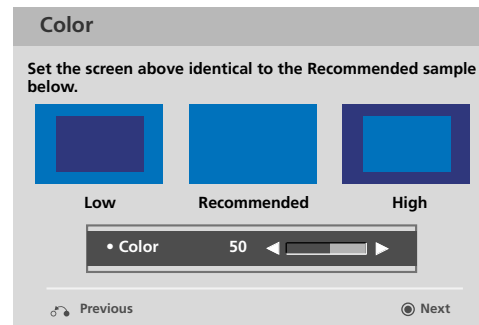 Color
Set the screen above identical to the Recommended sample
below.
Low Recommended High
• Color 50
Previous Next